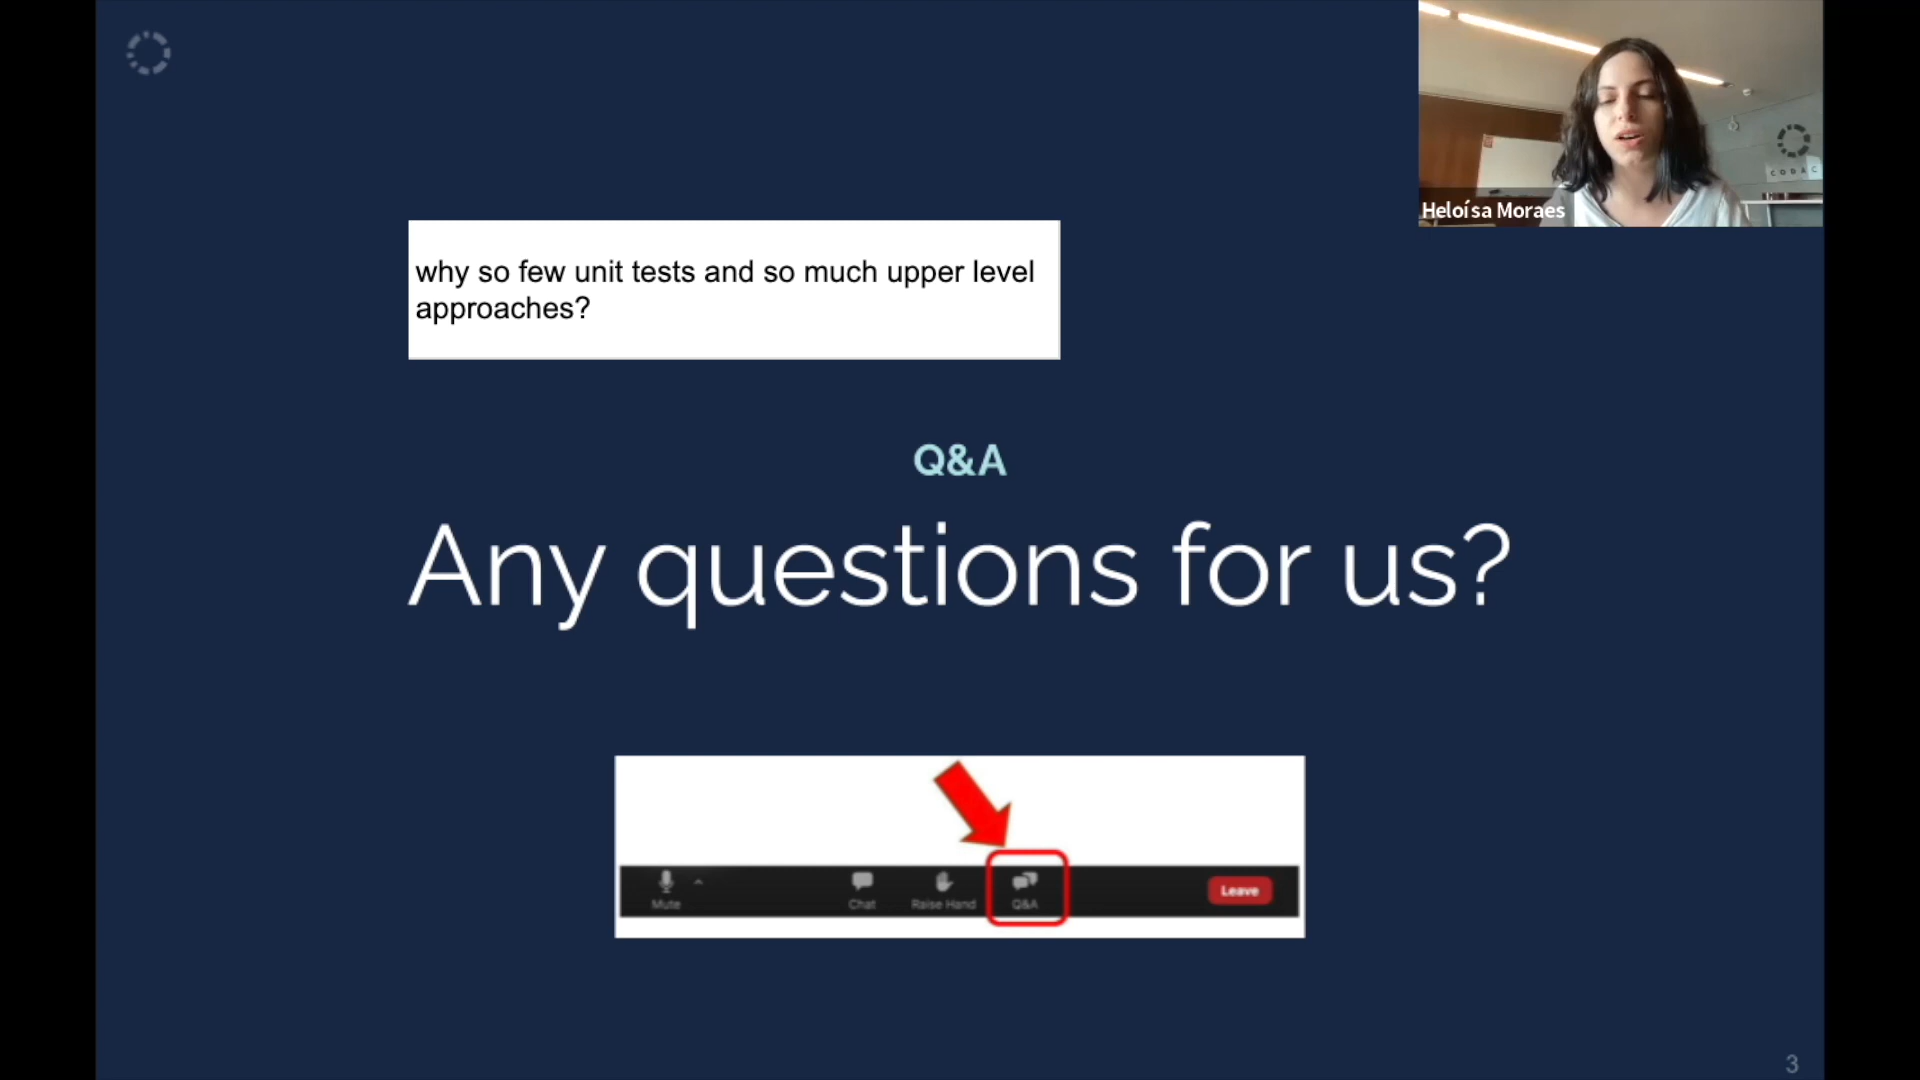 Heloísa Moraes
CODAC
why so few unit tests and so much upper level
approaches?
Q&A
Any questions for us?
Mute
Chat
Raise Hand
Q&A
Leave
3